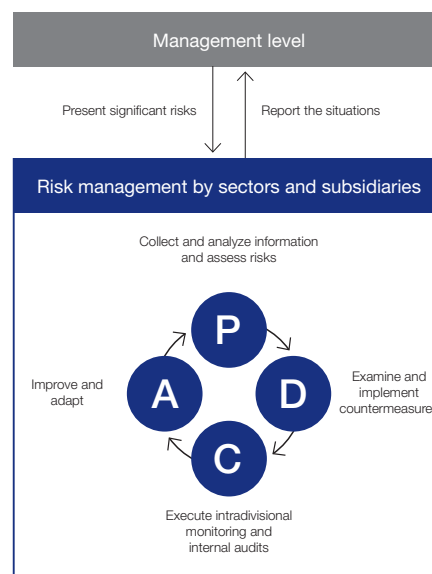 Management level
Present significant risks
Report the situations
Risk management by sectors and subsidiaries
Collect and analyze information
and assess risks
P
A
D
Improve and
adapt
Examine and
implement
countermeasure
C
Execute intradivisional
monitoring and
internal audits